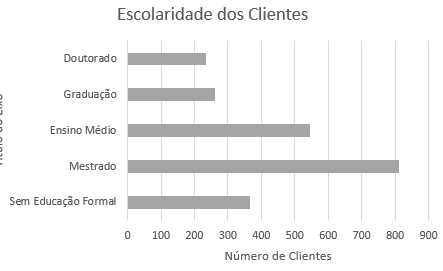 Escolaridade dos Clientes
Doutorado
Graduação
Ensino Médio
Mestrado
Sem Educação Formal
0 100 200 300 400 500 600 700 800 900
Número de Clientes